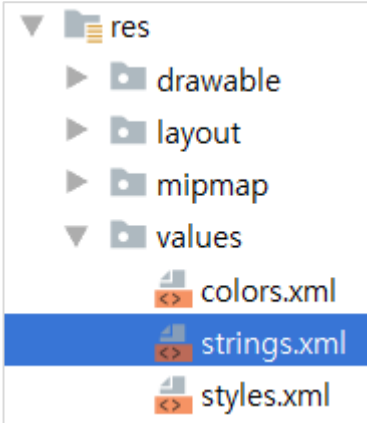 res
drawable
layout
mipmap
values
colors.xml
strings.xml
styles.xml